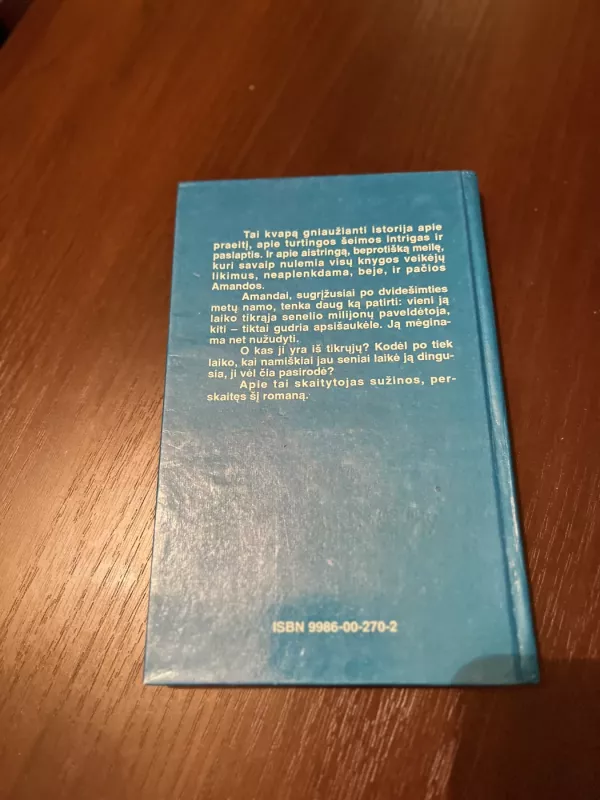 Tai kvapą gniaužianti istorija apie
praeitį, apie turtingos šeimos intrigas ir
paslaptis. Ir apie aistringą, beprotišką meilę,
kuri savaip nulemia visų knygos veikėjų
likimus, neaplenkdama, beje, ir pačios
Amandos.
Amandai, sugrįžusiai po dvidešimties
metų namo, tenka daug ką patirti: vieni ją
laiko tikrąja senelio milijonų paveldėtoja,
kiti – tiktai gudria apsišaukėle. Ją mėgina-
ma net nužudyti.
O kas ji yra iš tikrųjų? Kodėl po tiek
laiko, kai namiškiai jau seniai laikė ją dingu-
sia, ji vėl čia pasirodė?
Apie tai skaitytojas sužinos, per-
skaitęs šį romaną.
ISBN 9986-00-270-2